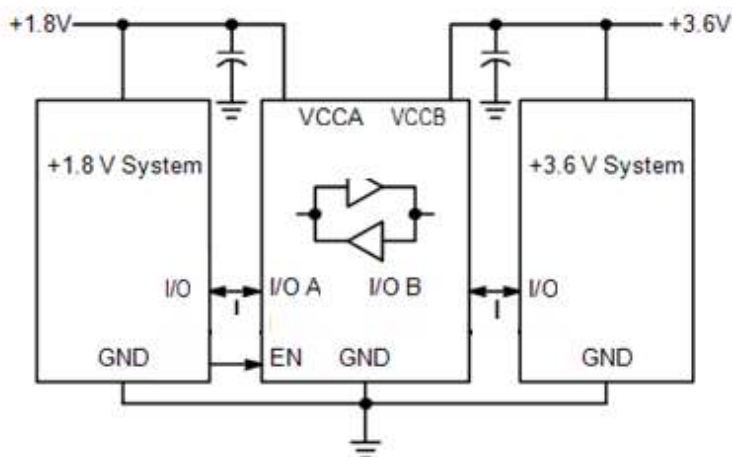 +1.8V
+3.6V
VCCA
VCCB
+1.8 V System
+3.6 V System
I/O
I/O A
I/O B
I/O
GND
EN
GND
GND